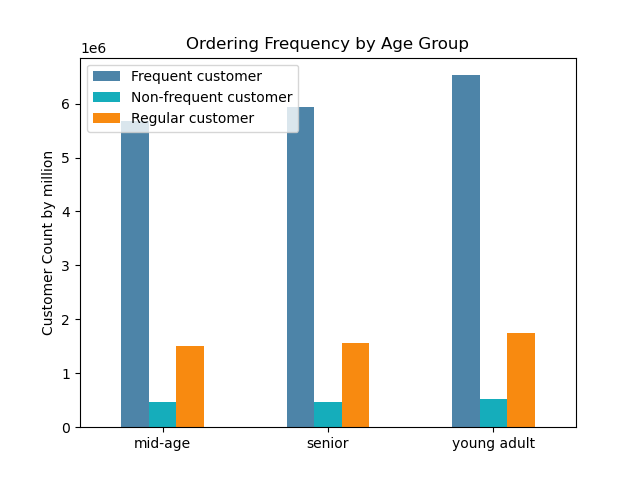 Ordering Frequency by Age Group
1e6
Frequent customer
Non-frequent customer
Regular customer
Customer Count by million
6
5
4
3
2
1
0
mid-age senior young adult